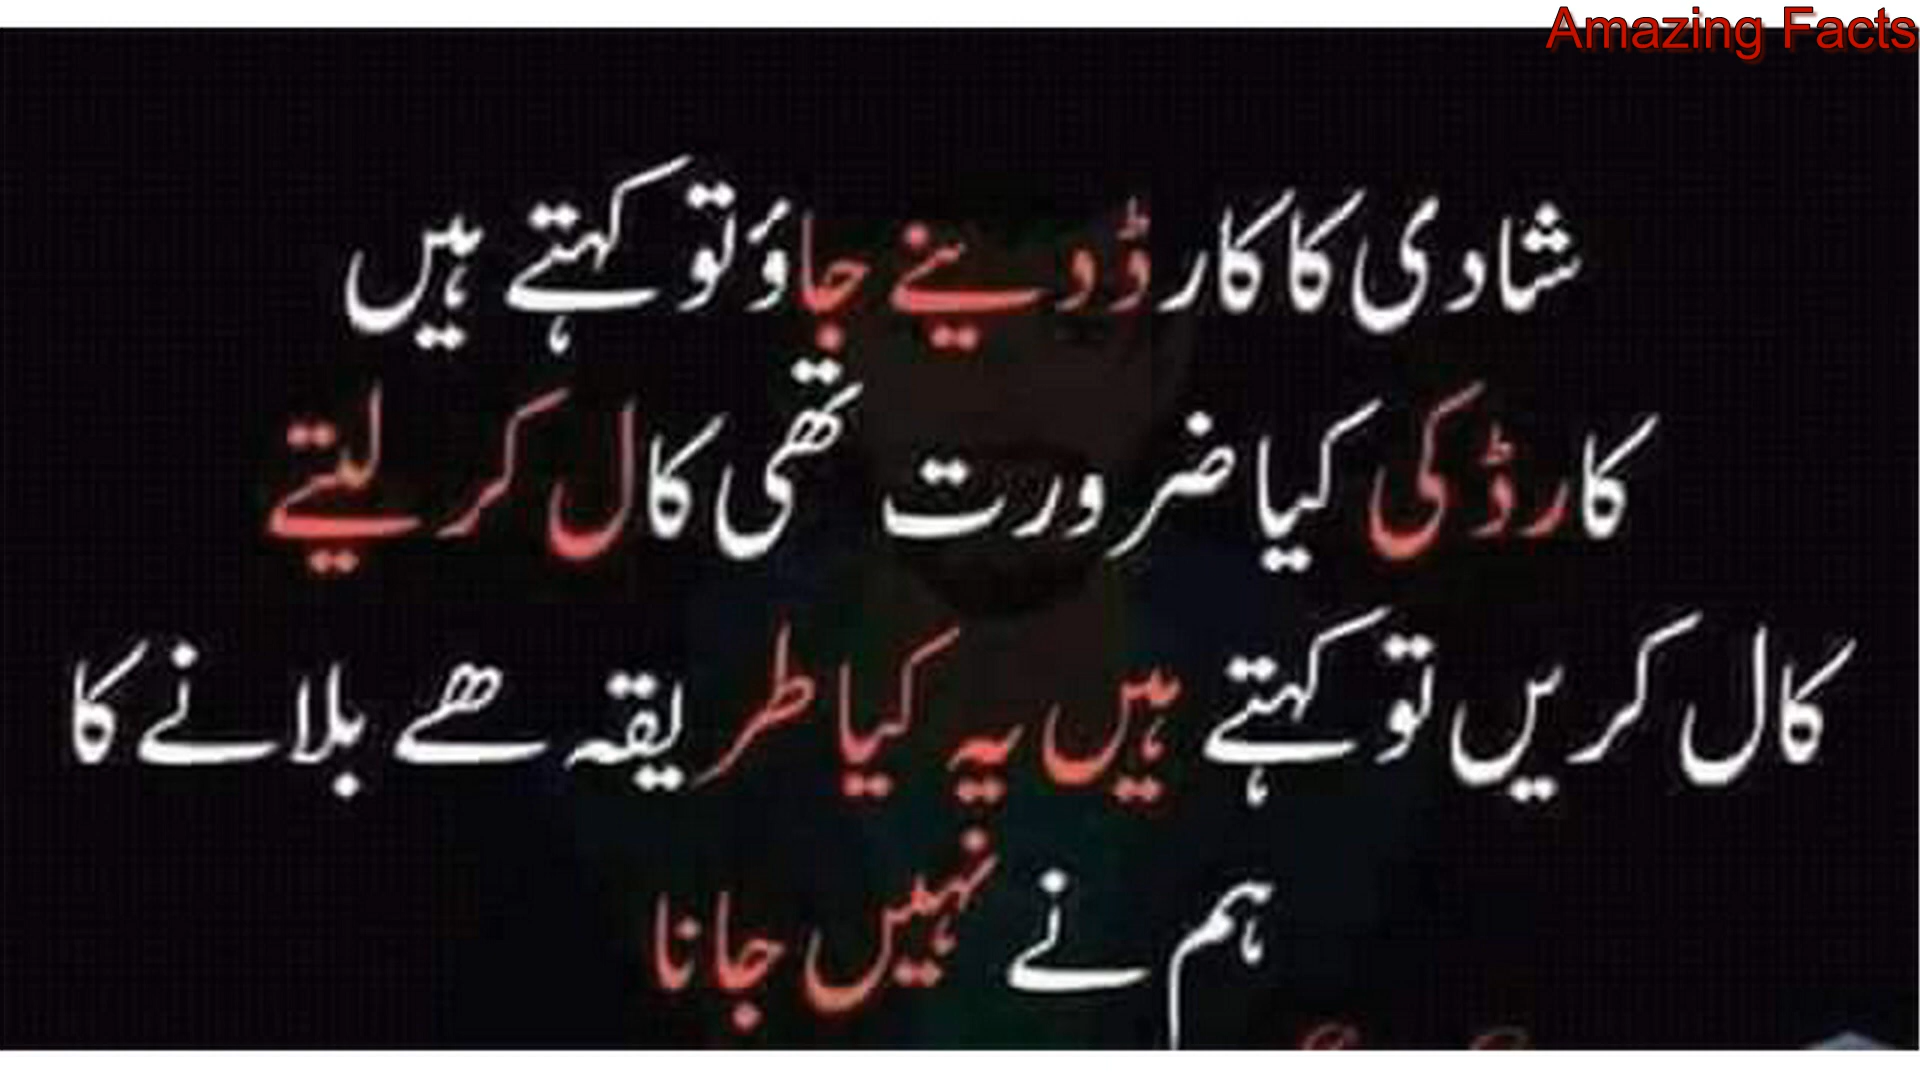 Amazing Facts
شادی کا کارڈ دینے جاؤ تو کہتے ہیں
کارڈ کی کیا ضرورت تھی کال کر لیتے
کال کریں تو کہتے ہیں یہ کیا طریقہ ھے بلانے کا
ہم نے نہیں جانا